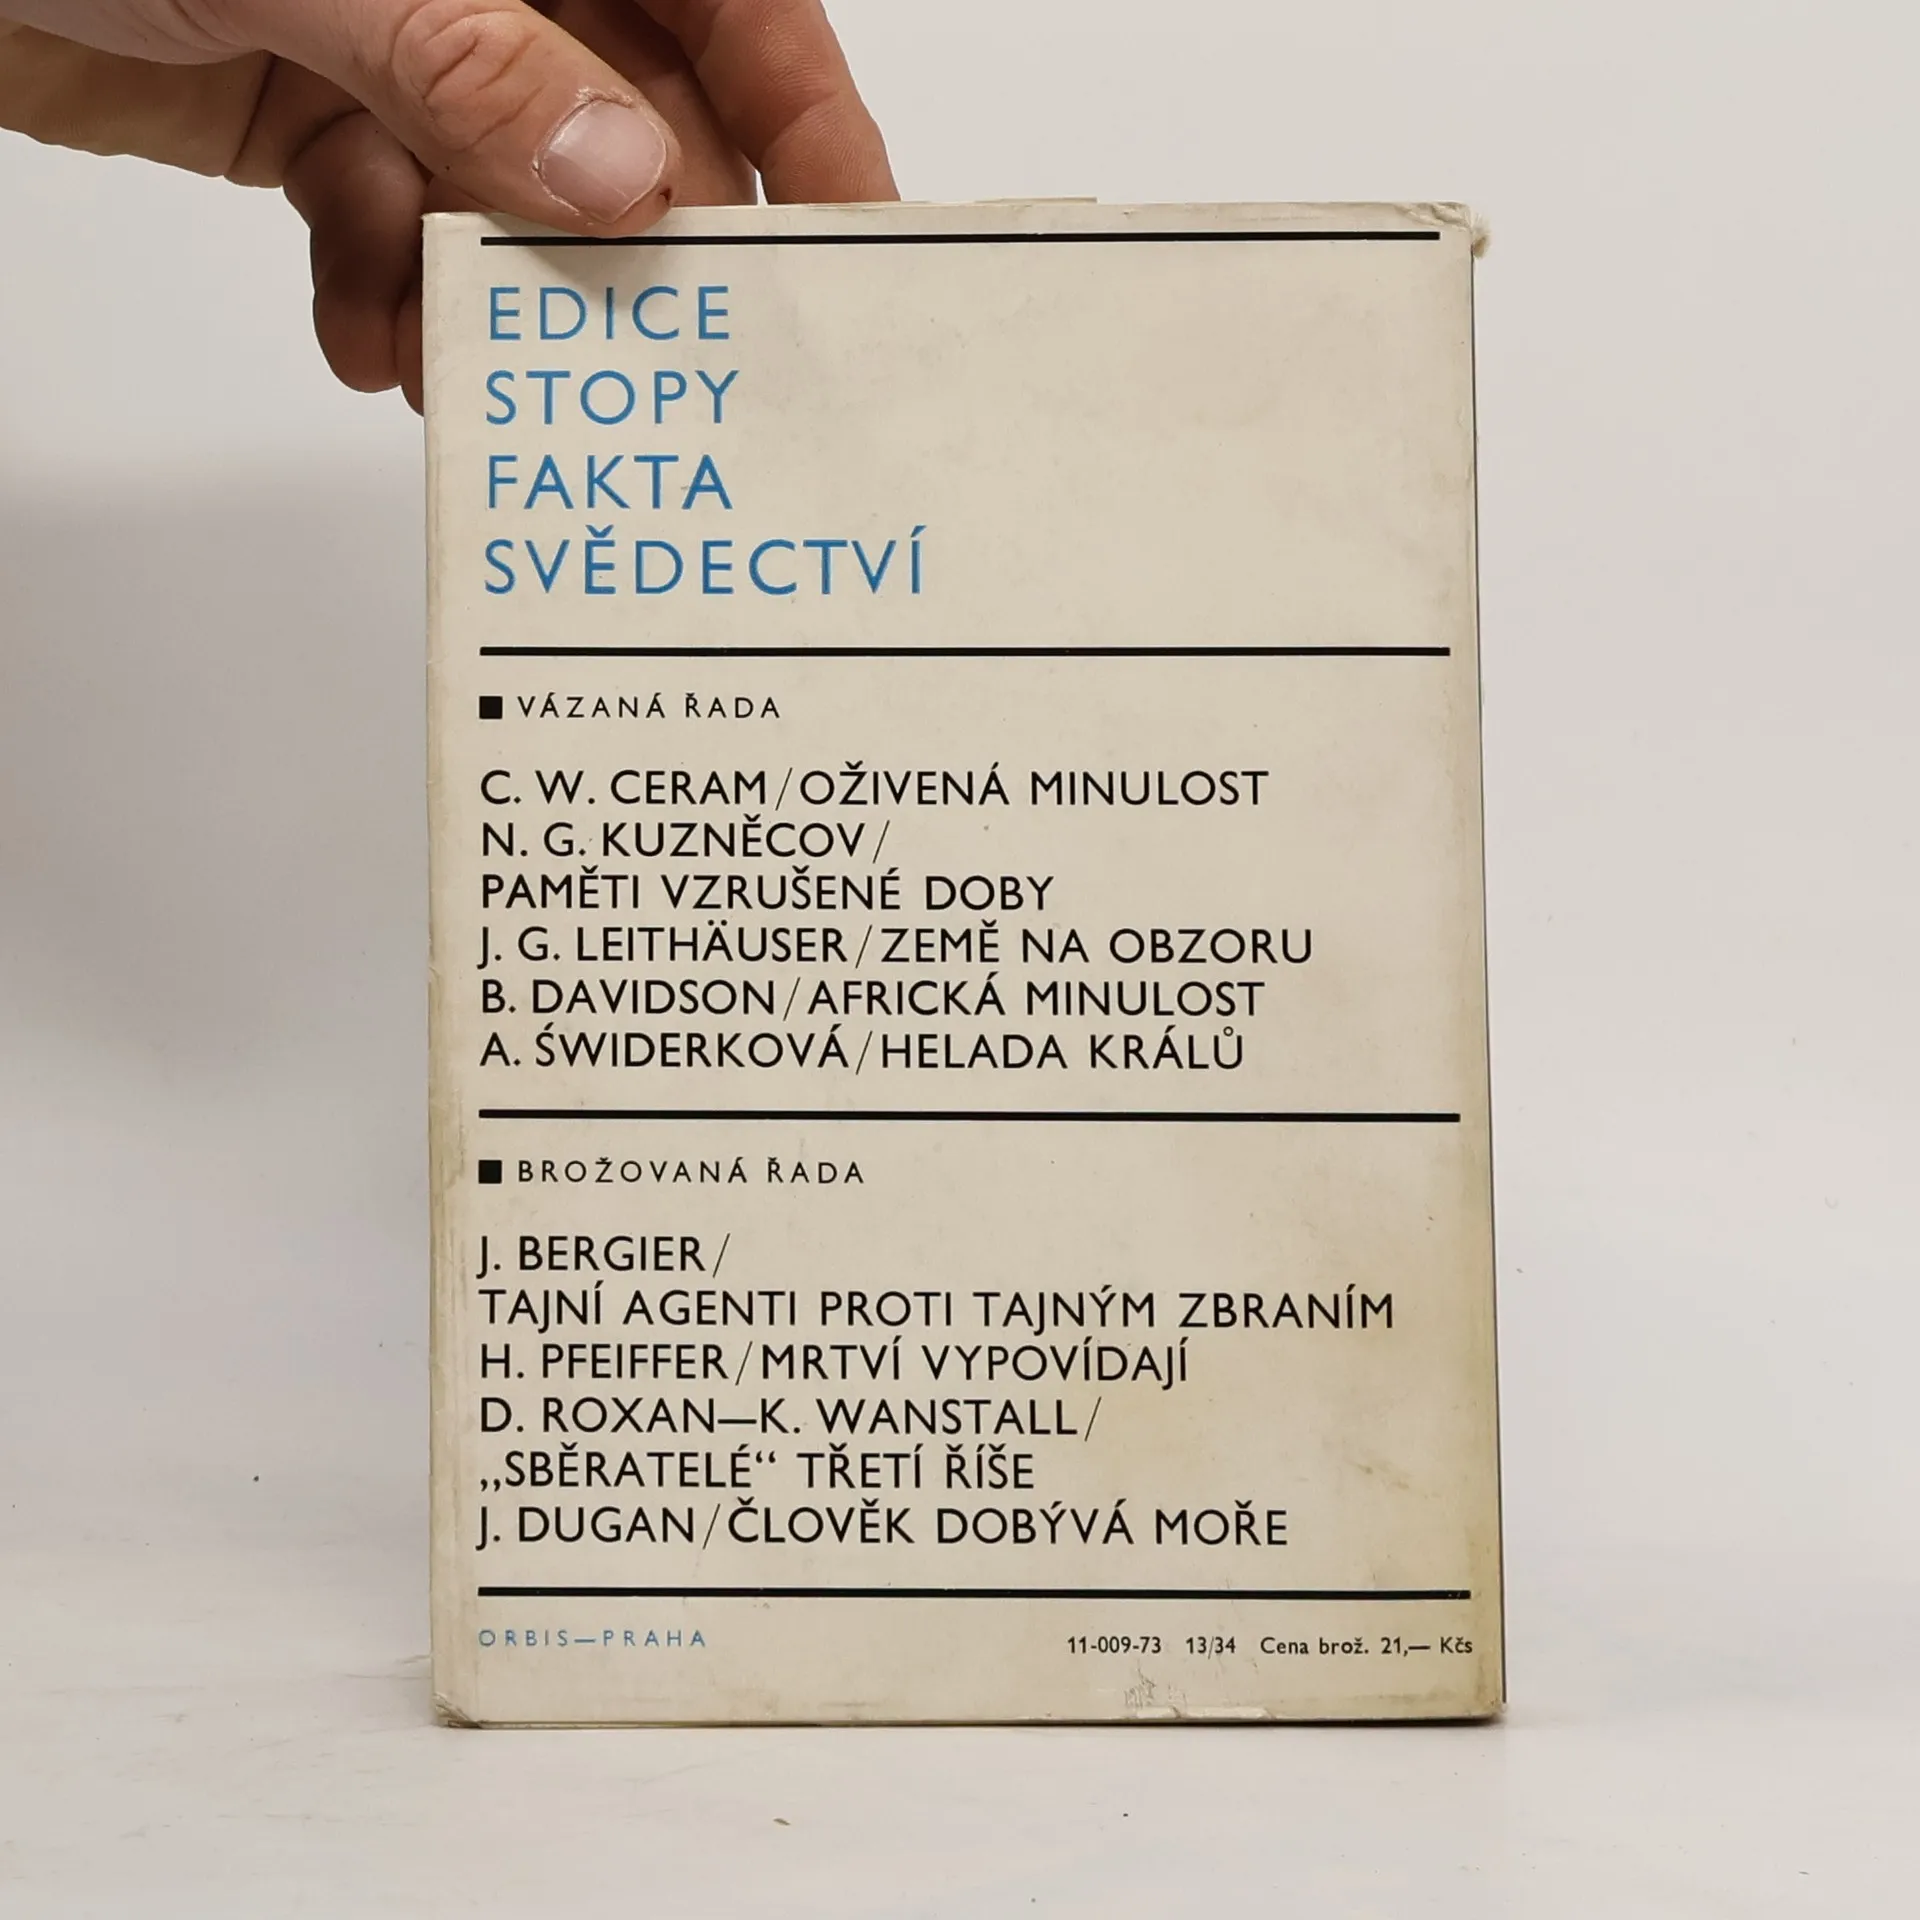 EDICE
STOPY
FAKTA
SVĚDECTVÍ
■ VÁZANÁ ŘADA
C. W. CERAM/OŽIVENÁ MINULOST
N. G. KUZNĚCOV/
PAMĚTI VZRUŠENÉ DOBY
J. G. LEITHÄUSER/ZEMĚ NA OBZORU
B. DAVIDSON/AFRICKÁ MINULOST
A. ŚWIDERKOVÁ/HELADA KRÁLŮ
■ BROŽOVANÁ ŘADA
J. BERGIER/
TAJNÍ AGENTI PROTI TAJNÝM ZBRANÍM
H. PFEIFFER/MRTVÍ VYPOVÍDAJÍ
D. ROXAN—K. WANSTALL/
„SBĚRATELÉ“ TŘETÍ ŘÍŠE
J. DUGAN/ČLOVĚK DOBÝVÁ MOŘE
ORBIS—PRAHA 11-009-73 13/34 Cena brož. 21,— Kčs